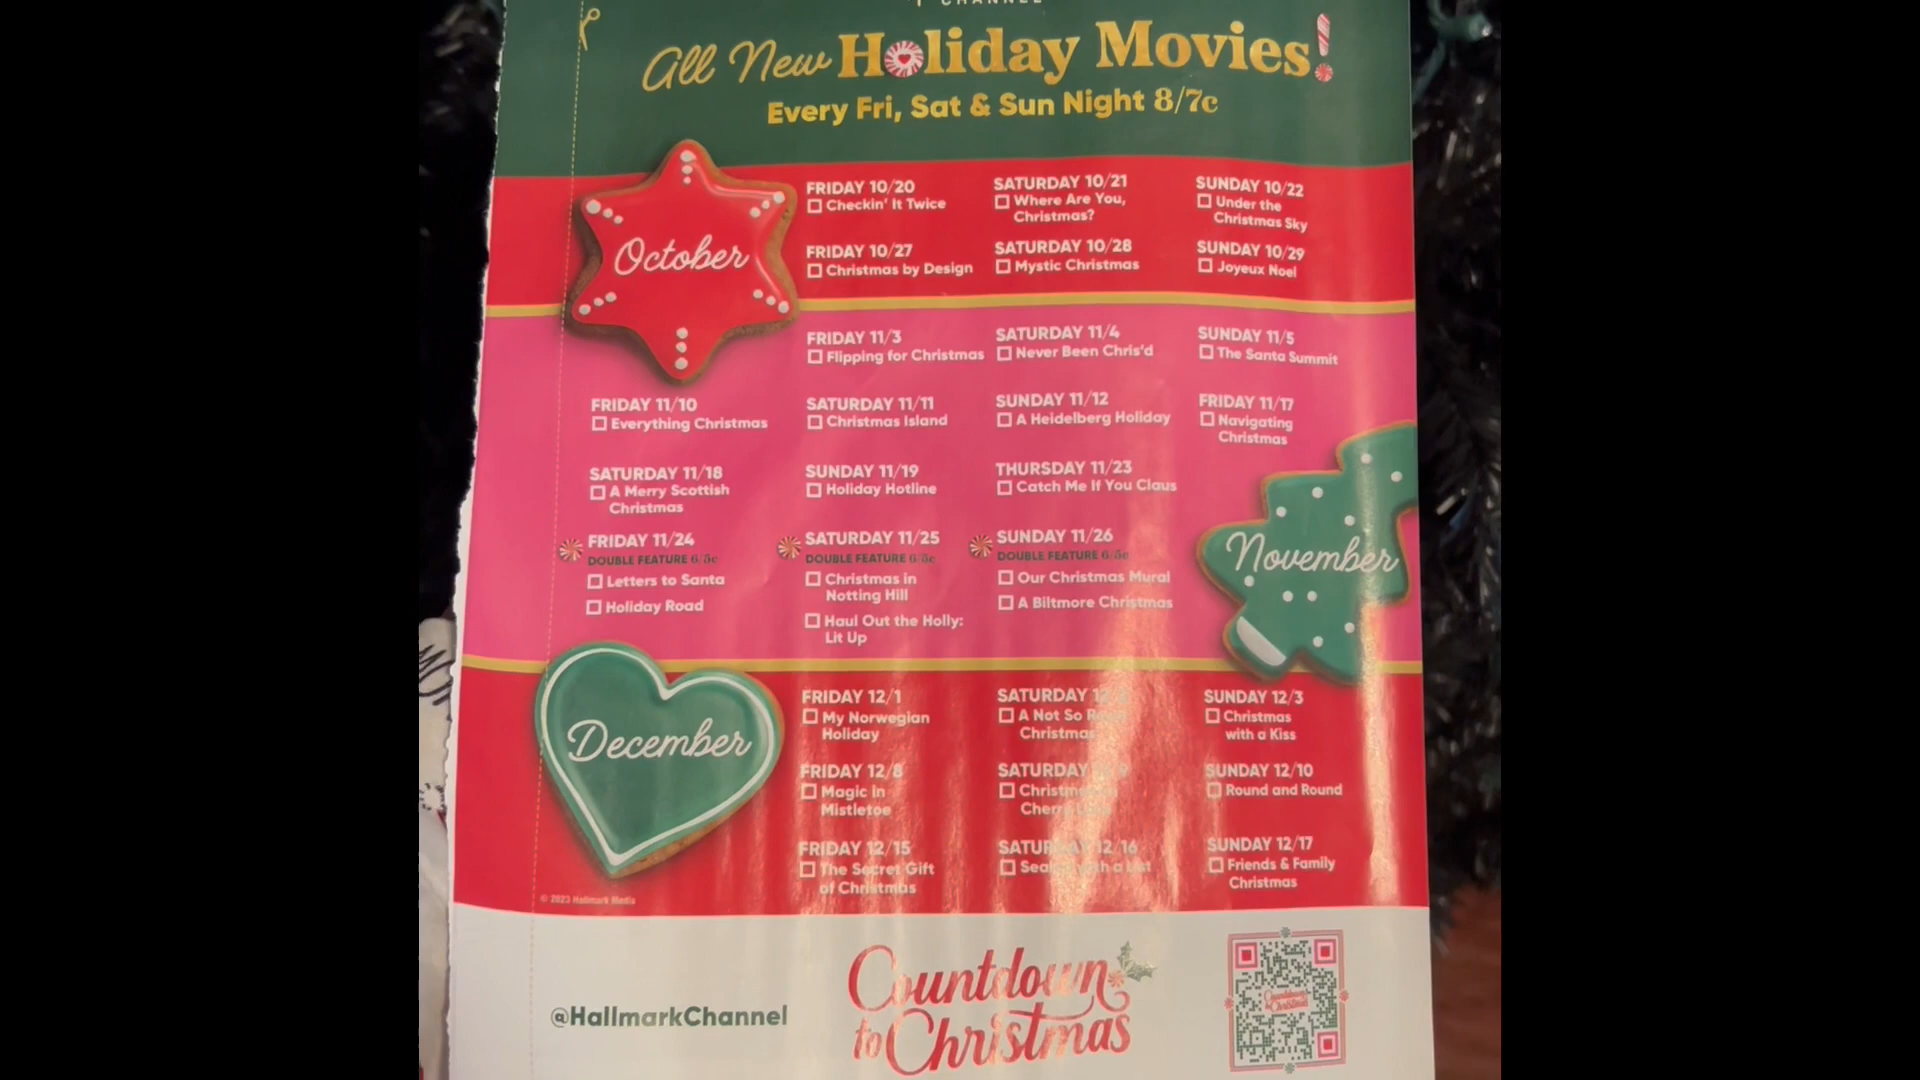 CHANNEL
All New Holiday Movies!
Every Fri, Sat & Sun Night 8/7c
October
FRIDAY 10/20
Checkin' It Twice
SATURDAY 10/21
Where Are You,
Christmas?
SUNDAY 10/22
Under the
Christmas Sky
FRIDAY 10/27
Christmas by Design
SATURDAY 10/28
Mystic Christmas
SUNDAY 10/29
Joyeux Noel
FRIDAY 11/3
Flipping for Christmas
SATURDAY 11/4
Never Been Chris'd
SUNDAY 11/5
The Santa Summit
FRIDAY 11/10
Everything Christmas
SATURDAY 11/11
Christmas Island
SUNDAY 11/12
A Heidelberg Holiday
FRIDAY 11/17
Navigating
Christmas
SATURDAY 11/18
A Merry Scottish
Christmas
SUNDAY 11/19
Holiday Hotline
THURSDAY 11/23
Catch Me If You Claus
November
FRIDAY 11/24
DOUBLE FEATURE 6/5c
Letters to Santa
Holiday Road
SATURDAY 11/25
DOUBLE FEATURE 6/5c
Christmas in
Notting Hill
Haul Out the Holly:
Lit Up
SUNDAY 11/26
DOUBLE FEATURE 6/5c
Our Christmas Mural
A Biltmore Christmas
December
FRIDAY 12/1
My Norwegian
Holiday
SATURDAY
A Not So
Christmas
SUNDAY 12/3
Christmas
with a Kiss
FRIDAY 12/8
Magic in
Mistletoe
SATURDAY
SUNDAY 12/10
Round and Round
FRIDAY 12/15
The Secret Gift
of Christmas
SATURDAY 12/16
with a List
SUNDAY 12/17
Friends & Family
Christmas
© 2023 Hallmark Media
@HallmarkChannel
Countdown
to Christmas